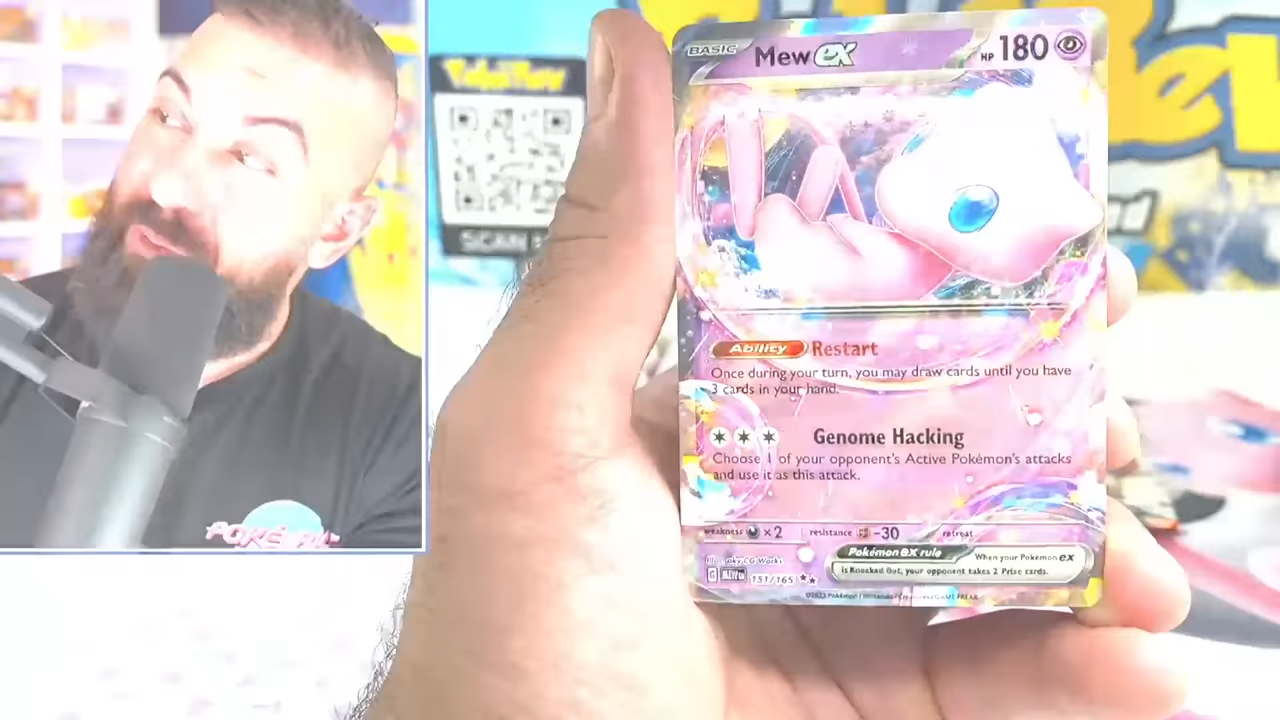 BASIC Mew ex HP 180
Ability Restart
Once during your turn, you may draw cards until you have
3 cards in your hand.
Genome Hacking
Choose 1 of your opponent's Active Pokémon's attacks
and use it as this attack.
weakness ×2 resistance -30 retreat
Pokémon ex rule When your Pokémon ex
is Knocked Out, your opponent takes 2 Prize cards.
G MEW EN 151/165
SCAN